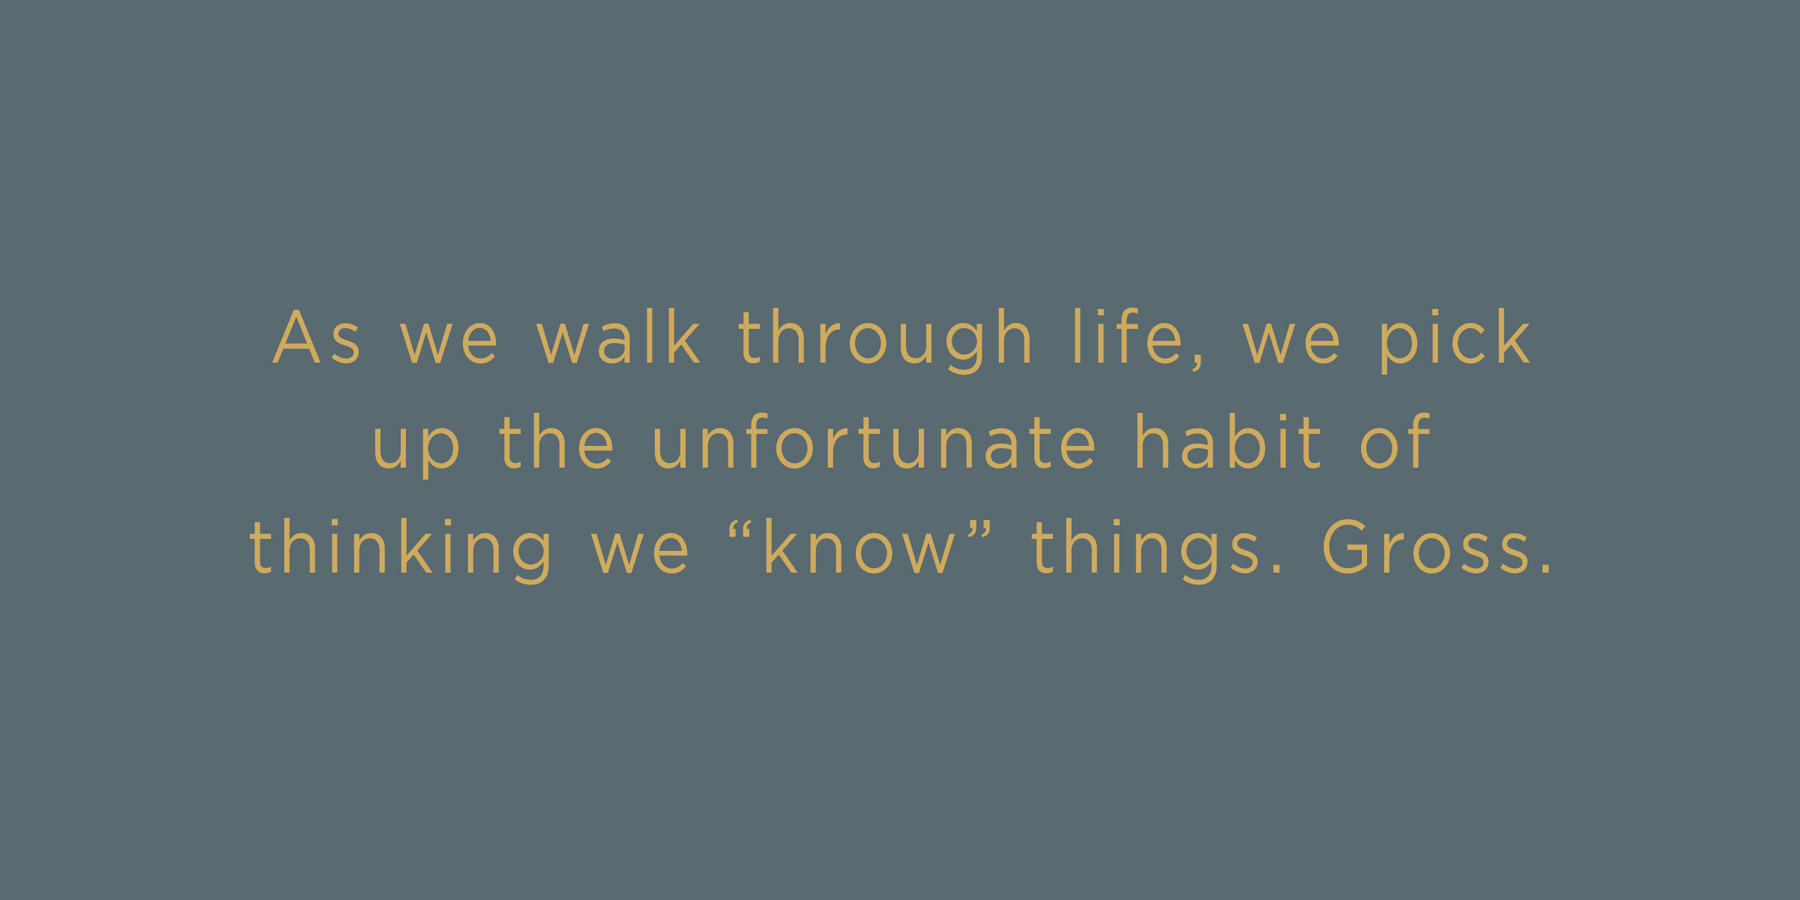 As we walk through life, we pick
up the unfortunate habit of
thinking we “know” things. Gross.